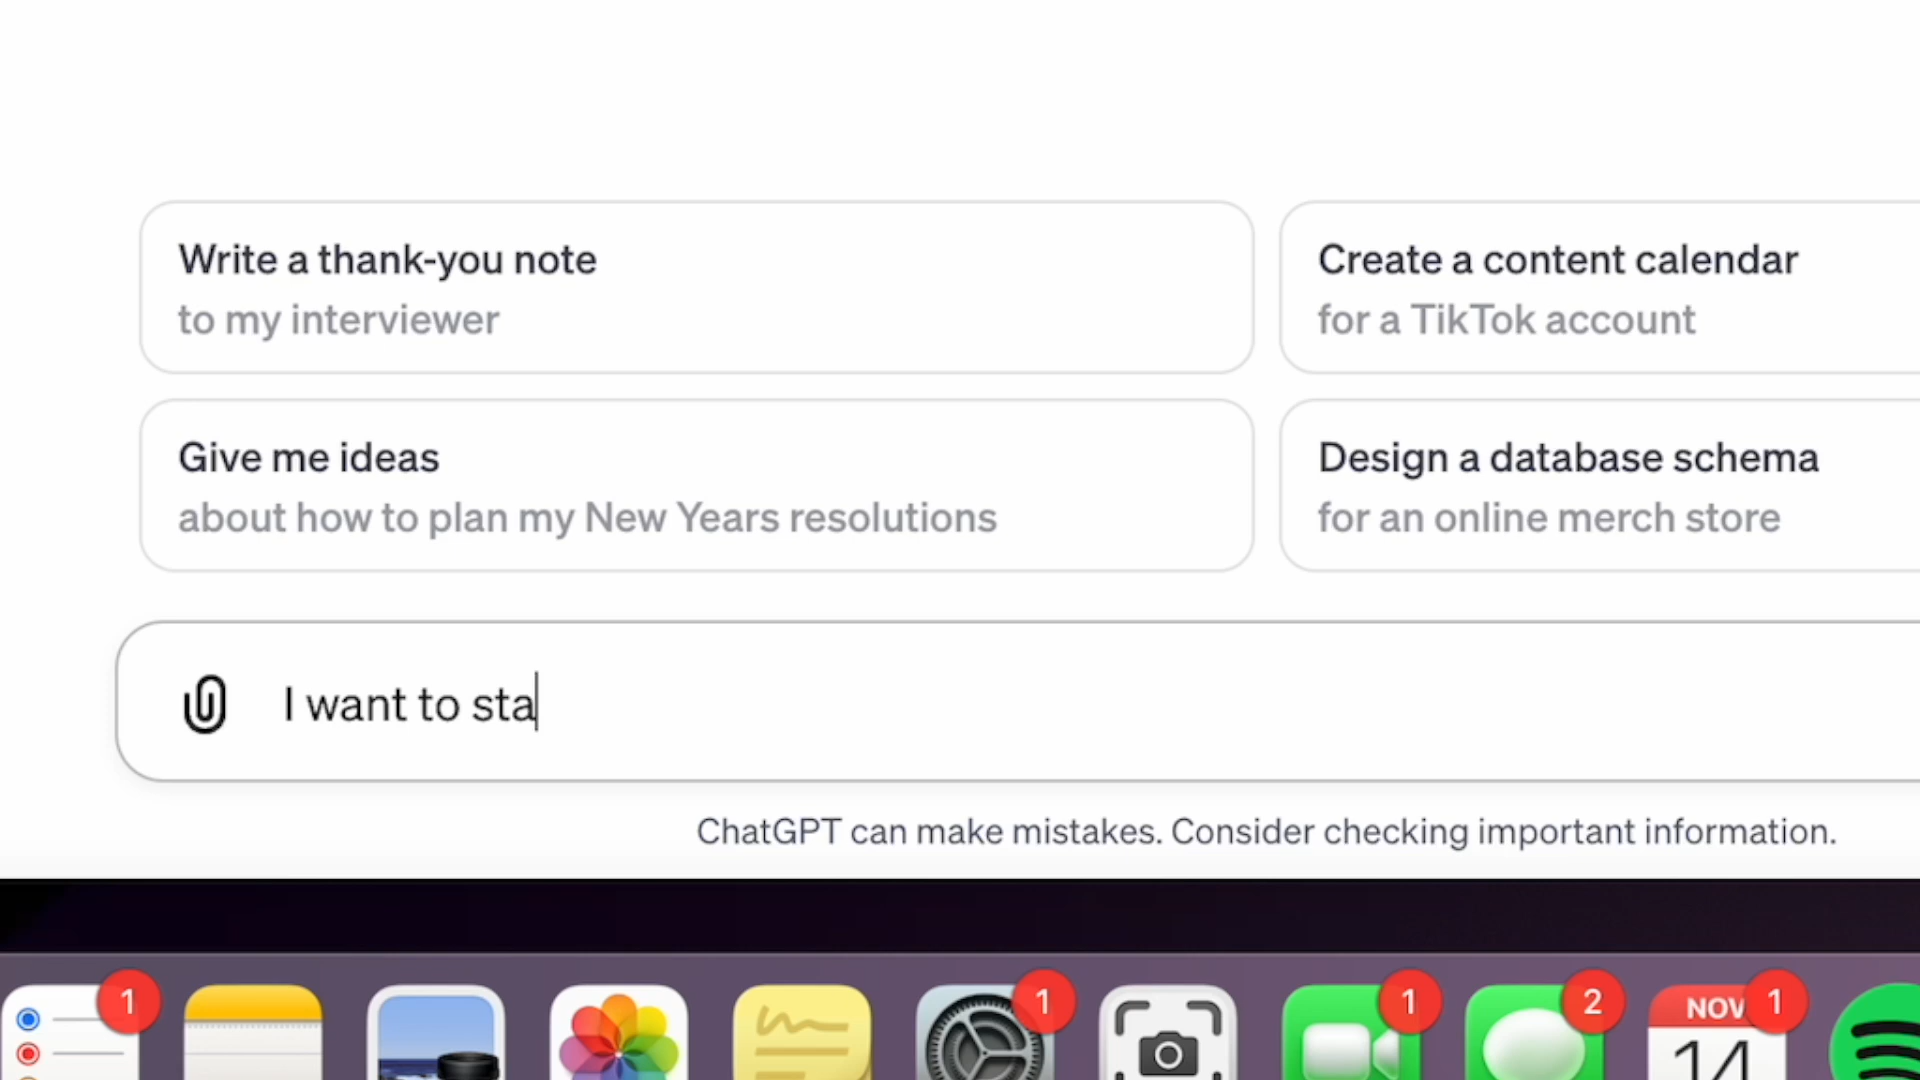 Write a thank-you note
to my interviewer
Create a content calendar
for a TikTok account
Give me ideas
about how to plan my New Years resolutions
Design a database schema
for an online merch store
I want to sta
ChatGPT can make mistakes. Consider checking important information.
1
1
1
2
NOV 1
14